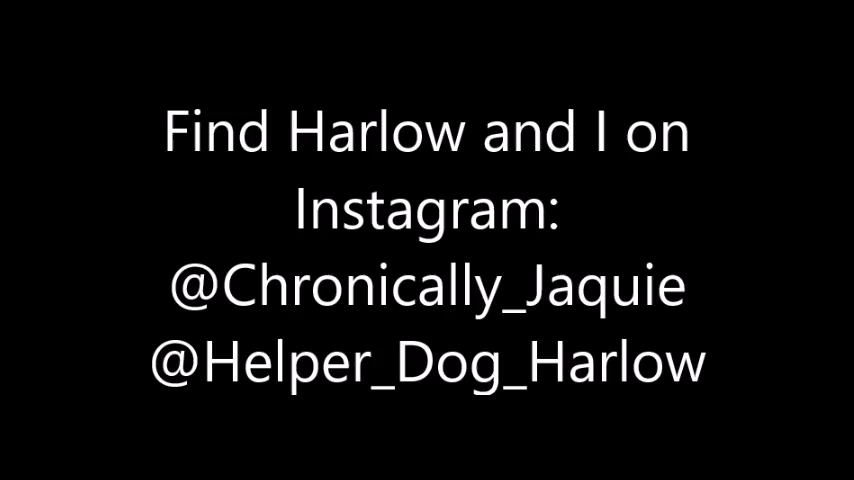 Find Harlow and I on
Instagram:
@Chronically_Jaquie
@Helper_Dog_Harlow